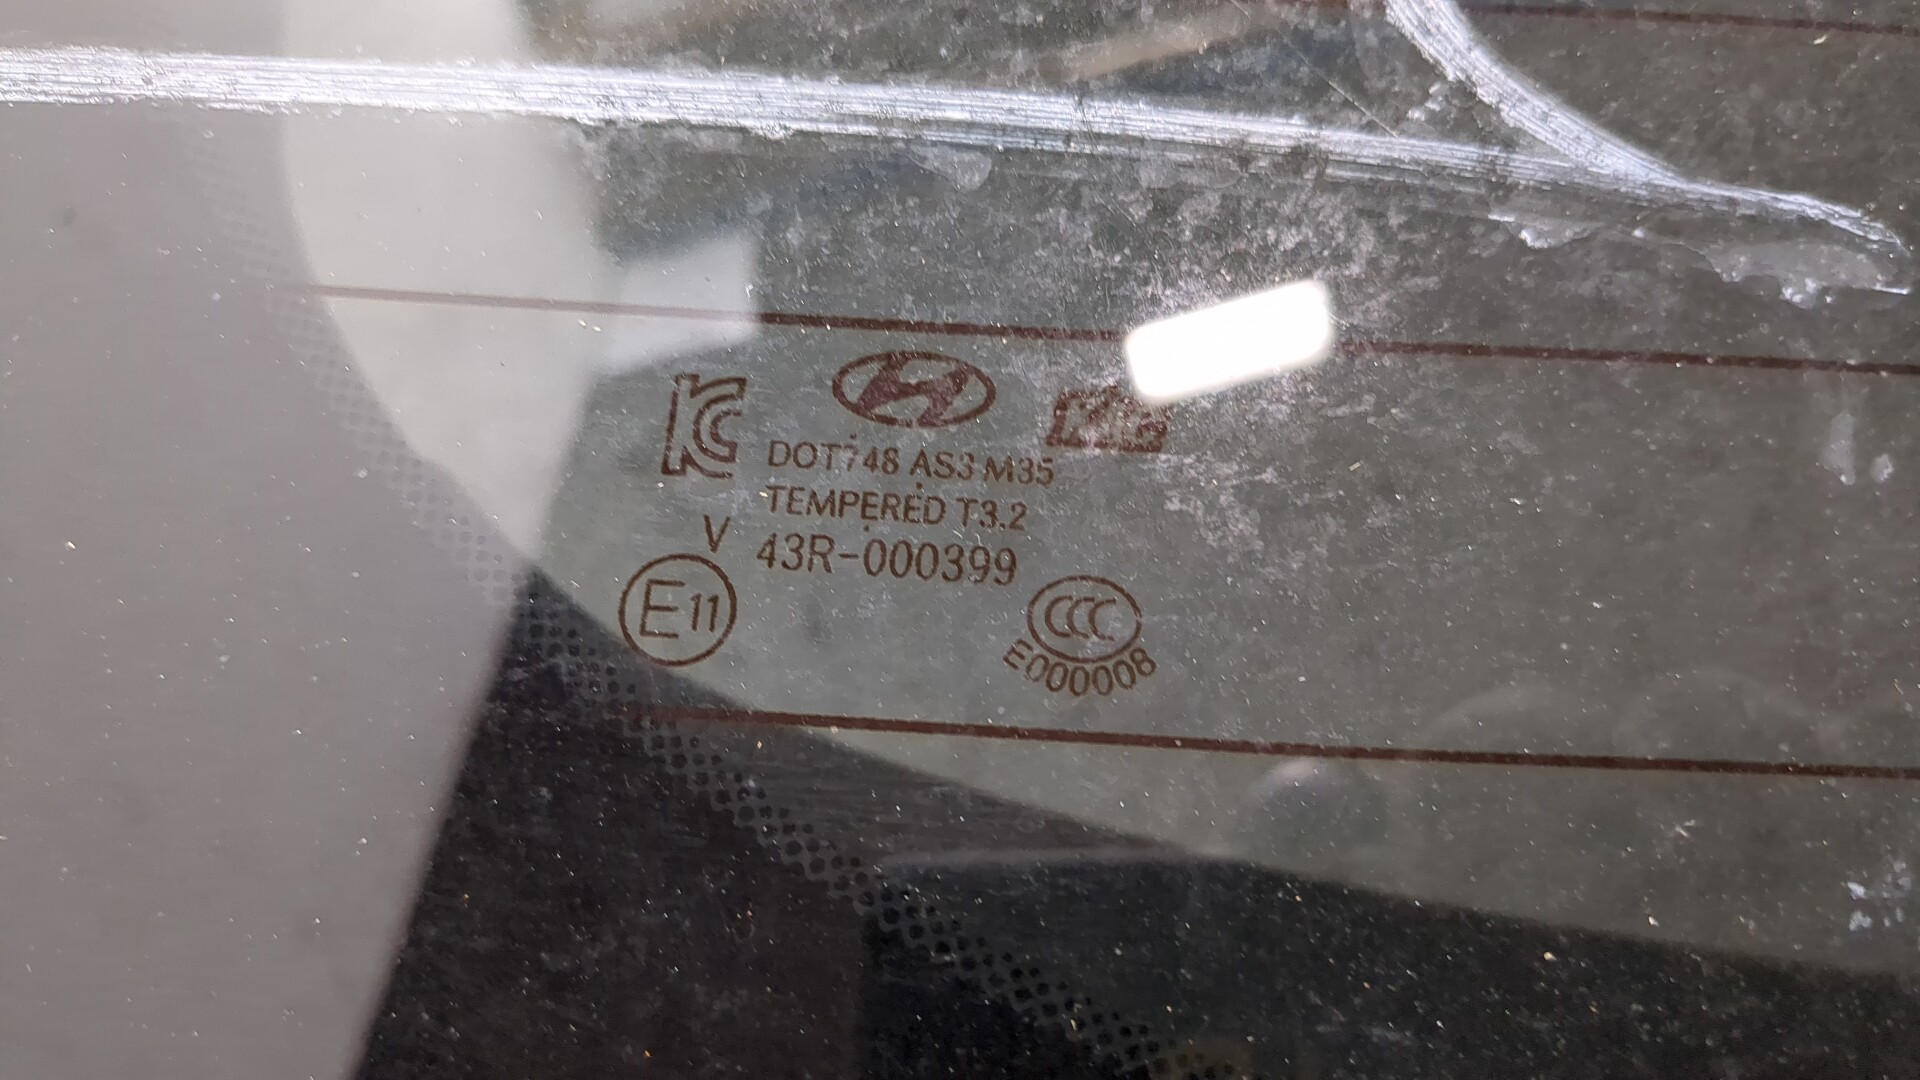 DOT748 AS3 M35
TEMPERED T3.2
V 43R-000399
E11
CCC
E000008